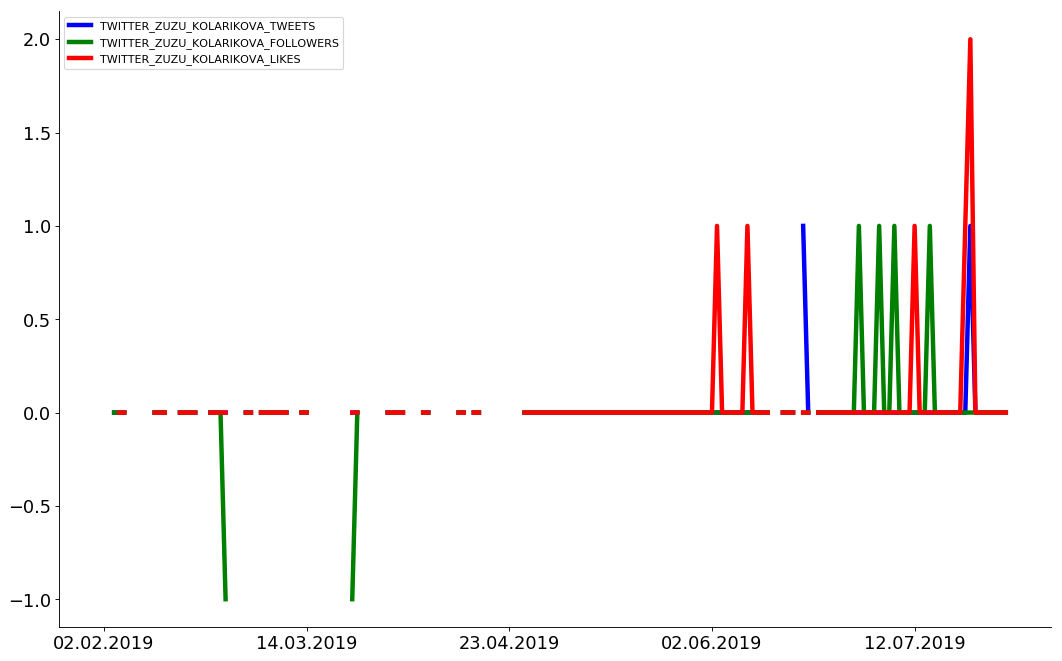 TWITTER_ZUZU_KOLARIKOVA_TWEETS
TWITTER_ZUZU_KOLARIKOVA_FOLLOWERS
TWITTER_ZUZU_KOLARIKOVA_LIKES
2.0
1.5
1.0
0.5
0.0
−0.5
−1.0
02.02.2019 14.03.2019 23.04.2019 02.06.2019 12.07.2019